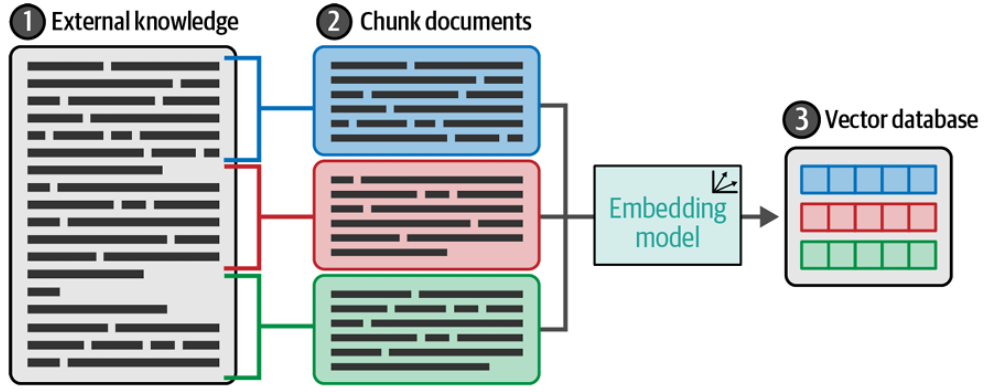 1 External knowledge
2 Chunk documents
3 Vector database
Embedding
model